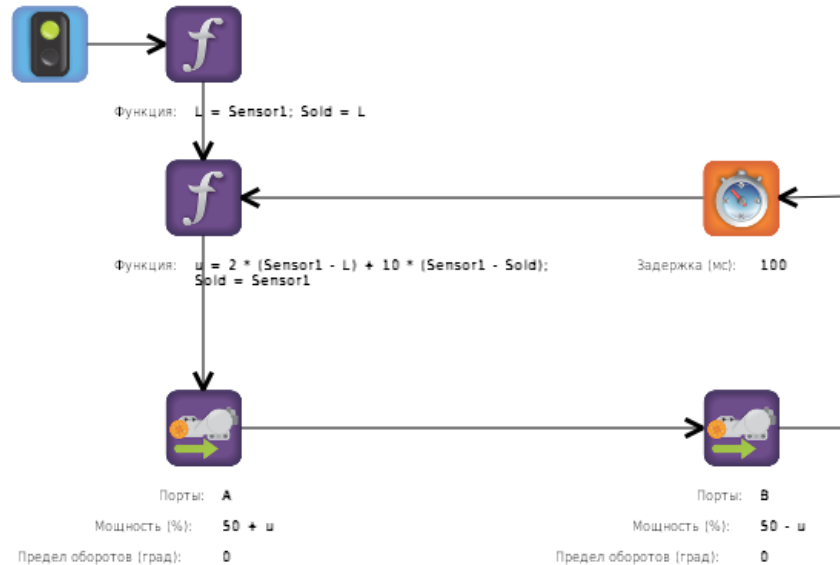 Функция: L = Sensor1; Sold = L
Функция: u = 2 * (Sensor1 - L) + 10 * (Sensor1 - Sold);
Sold = Sensor1
Задержка (мс): 100
Порты: A
Мощность (%): 50 + u
Предел оборотов (град): 0
Порты: B
Мощность (%): 50 - u
Предел оборотов (град): 0